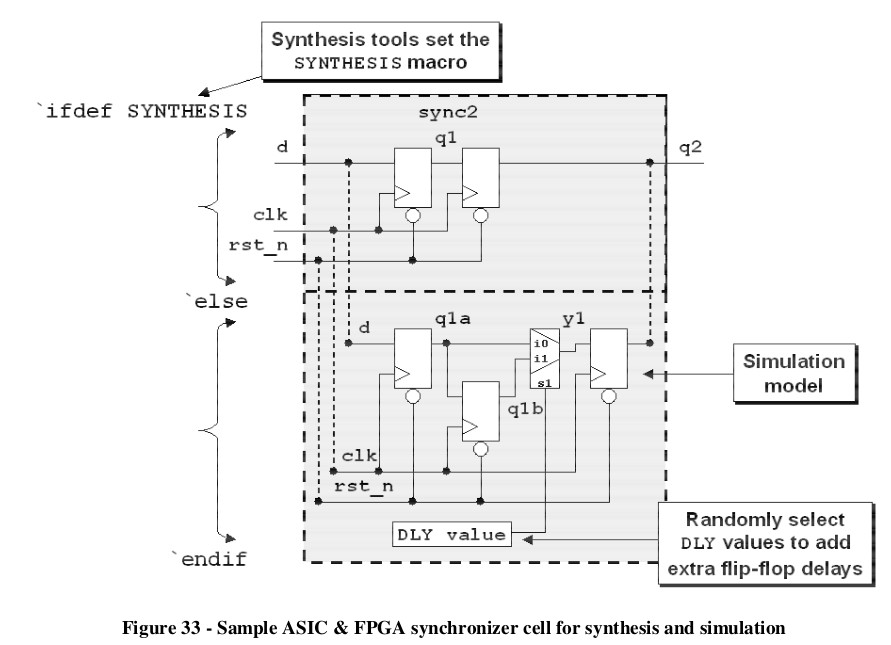 Synthesis tools set the
SYNTHESIS macro
`ifdef SYNTHESIS
sync2
q1
d
q2
clk
rst_n
`else
q1a
y1
d
i0
i1
s1
Simulation
model
q1b
clk
rst_n
DLY value
Randomly select
DLY values to add
extra flip-flop delays
`endif
Figure 33 - Sample ASIC & FPGA synchronizer cell for synthesis and simulation